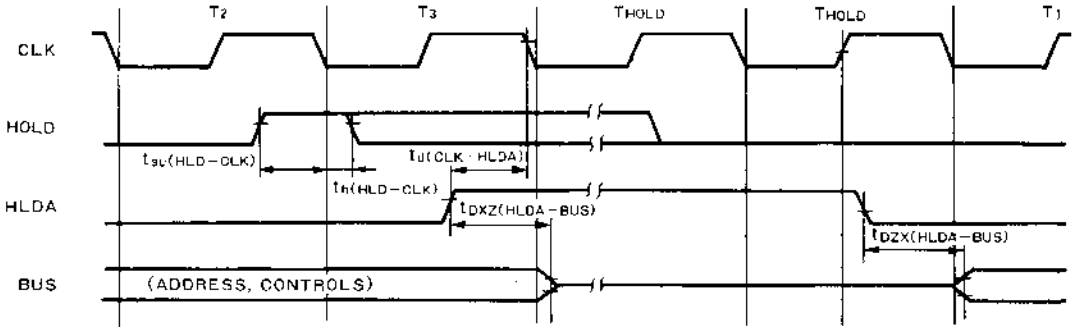 T2 T3 THOLD THOLD T1
CLK
HOLD
tsu(HLD-CLK) td(CLK·HLDA)
th(HLD-CLK)
HLDA
tDXZ(HLDA-BUS)
tDZX(HLDA-BUS)
BUS (ADDRESS, CONTROLS)